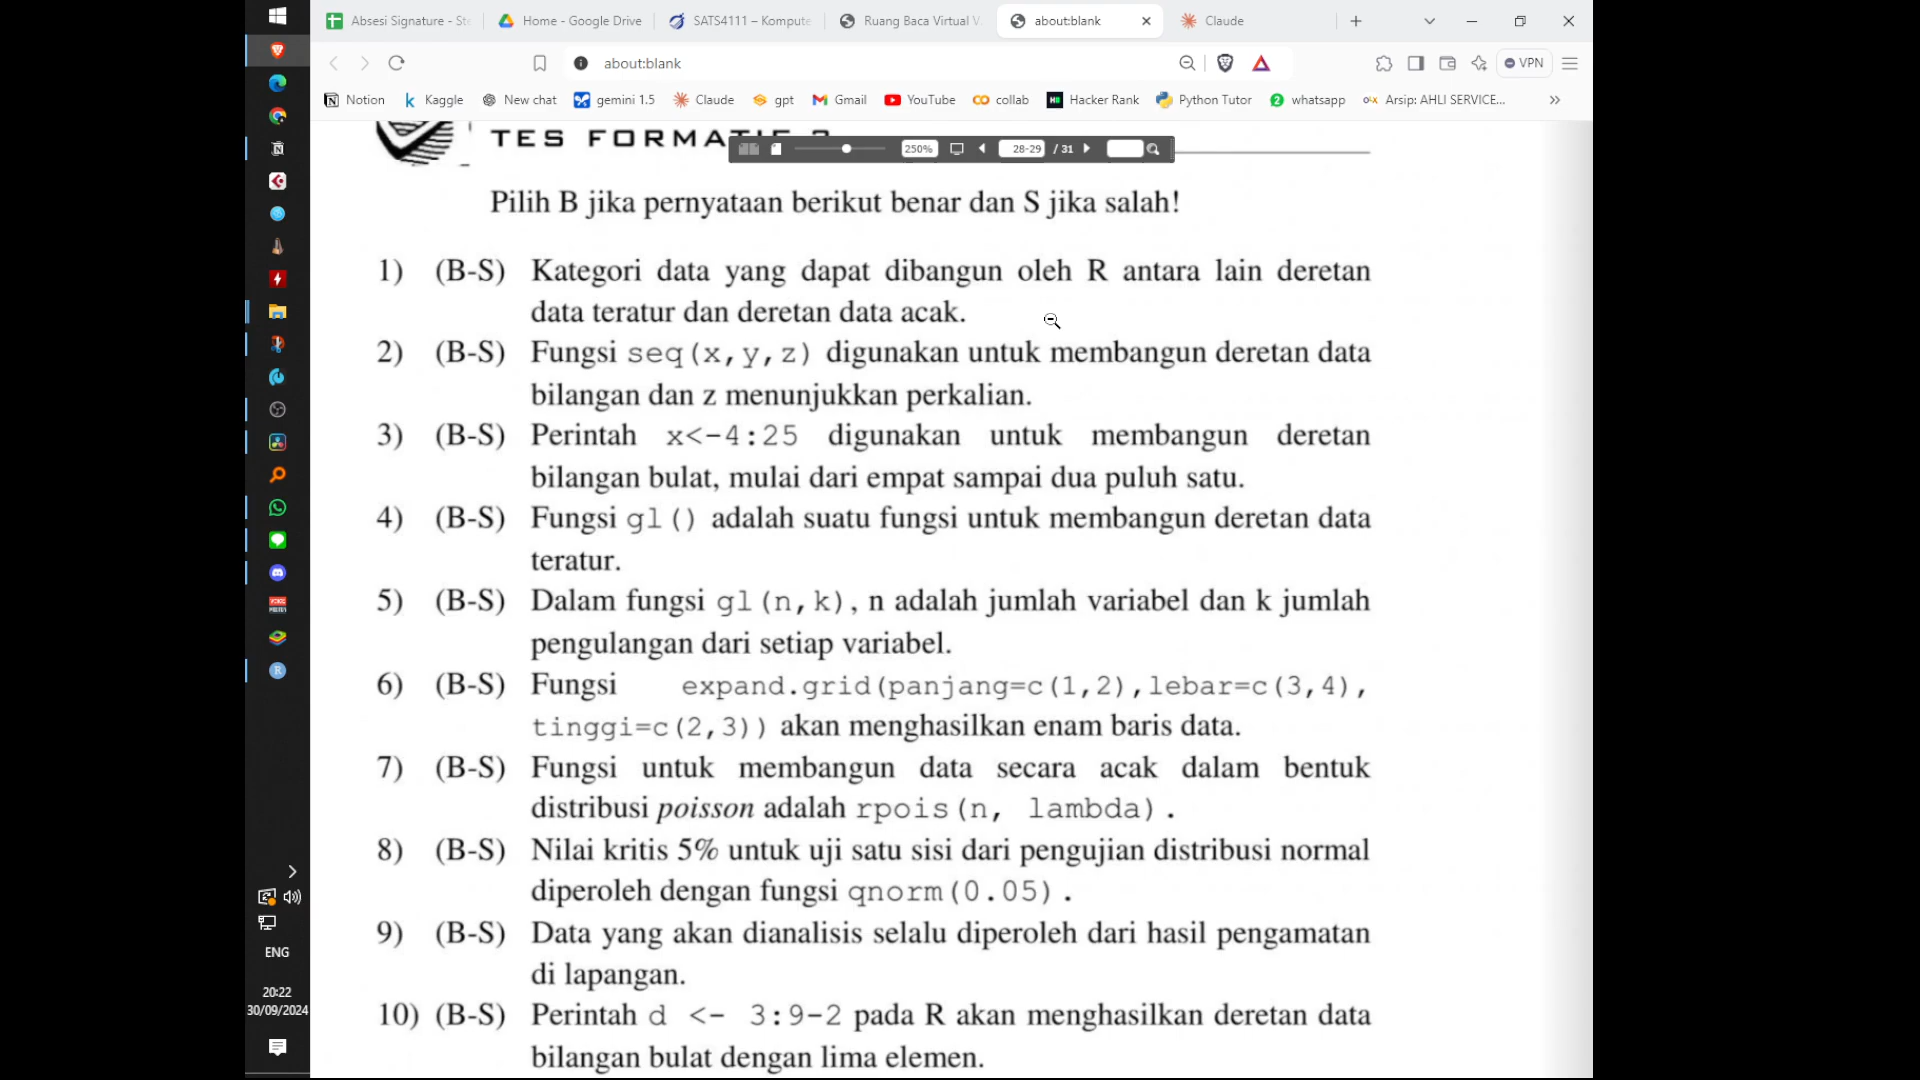 Absesi Signature - Ste
Home - Google Drive
SATS4111 – Kompute
Ruang Baca Virtual V
about:blank
Claude
about:blank
VPN
Notion
Kaggle
New chat
gemini 1.5
Claude
gpt
Gmail
YouTube
collab
Hacker Rank
Python Tutor
whatsapp
Arsip: AHLI SERVICE...
TES FORMATIF 2
250%
28-29 / 31
Pilih B jika pernyataan berikut benar dan S jika salah!
1) (B-S) Kategori data yang dapat dibangun oleh R antara lain deretan
data teratur dan deretan data acak.
2) (B-S) Fungsi seq(x,y,z) digunakan untuk membangun deretan data
bilangan dan z menunjukkan perkalian.
3) (B-S) Perintah x<-4:25 digunakan untuk membangun deretan
bilangan bulat, mulai dari empat sampai dua puluh satu.
4) (B-S) Fungsi gl() adalah suatu fungsi untuk membangun deretan data
teratur.
5) (B-S) Dalam fungsi gl(n,k), n adalah jumlah variabel dan k jumlah
pengulangan dari setiap variabel.
6) (B-S) Fungsi expand.grid(panjang=c(1,2),lebar=c(3,4),
tinggi=c(2,3)) akan menghasilkan enam baris data.
7) (B-S) Fungsi untuk membangun data secara acak dalam bentuk
distribusi poisson adalah rpois(n, lambda).
8) (B-S) Nilai kritis 5% untuk uji satu sisi dari pengujian distribusi normal
diperoleh dengan fungsi qnorm(0.05).
9) (B-S) Data yang akan dianalisis selalu diperoleh dari hasil pengamatan
di lapangan.
10) (B-S) Perintah d <- 3:9-2 pada R akan menghasilkan deretan data
bilangan bulat dengan lima elemen.
ENG
20:22
30/09/2024